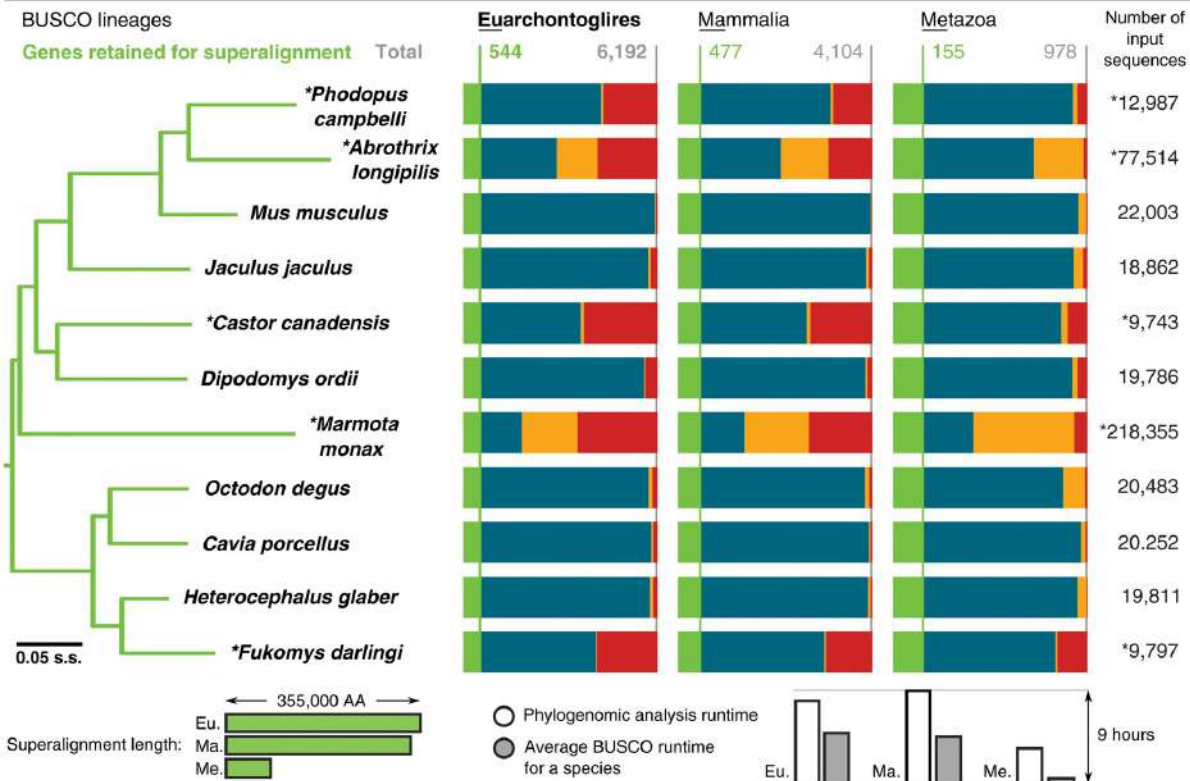 BUSCO lineages
Euarchontoglires
Mammalia
Metazoa
Number of
input
sequences
Genes retained for superalignment Total
544 6,192
477 4,104
155 978
*Phodopus
campbelli
*12,987
*Abrothrix
longipilis
*77,514
Mus musculus
22,003
Jaculus jaculus
18,862
*Castor canadensis
*9,743
Dipodomys ordii
19,786
*Marmota
monax
*218,355
Octodon degus
20,483
Cavia porcellus
20.252
Heterocephalus glaber
19,811
*Fukomys darlingi
*9,797
0.05 s.s.
355,000 AA
Superalignment length:
Eu.
Ma.
Me.
Phylogenomic analysis runtime
Average BUSCO runtime
for a species
Eu.
Ma.
Me.
9 hours